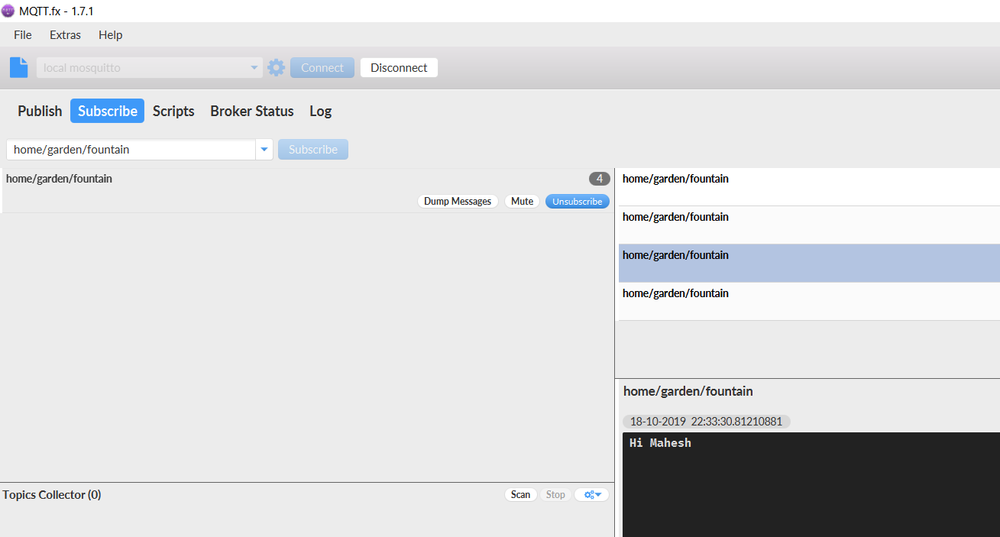 MQTT.fx - 1.7.1
File Extras Help
local mosquitto Connect Disconnect
Publish Subscribe Scripts Broker Status Log
home/garden/fountain Subscribe
home/garden/fountain 4
Dump Messages Mute Unsubscribe
home/garden/fountain
home/garden/fountain
home/garden/fountain
home/garden/fountain
home/garden/fountain
18-10-2019 22:33:30.81210881
Hi Mahesh
Topics Collector (0) Scan Stop